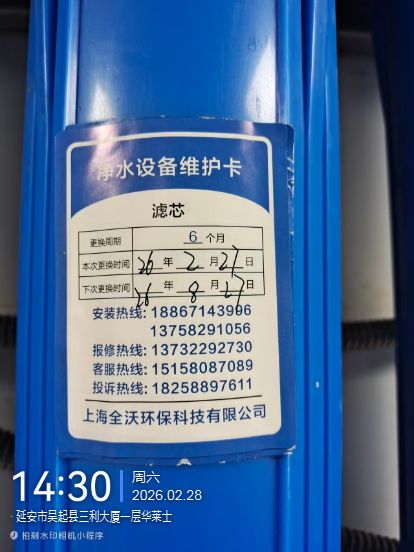 净水设备维护卡
滤芯
更换周期 6 个月
本次更换时间 26 年 2 月 27 日
下次更换时间 26 年 8 月 27 日
安装热线: 18867143996
13758291056
报修热线: 13732292730
客服热线: 15158087089
投诉热线: 18258897611
上海全沃环保科技有限公司
14:30 周六
2026.02.28
· 延安市吴起县三利大厦一层华莱士
拍刻水印相机小程序